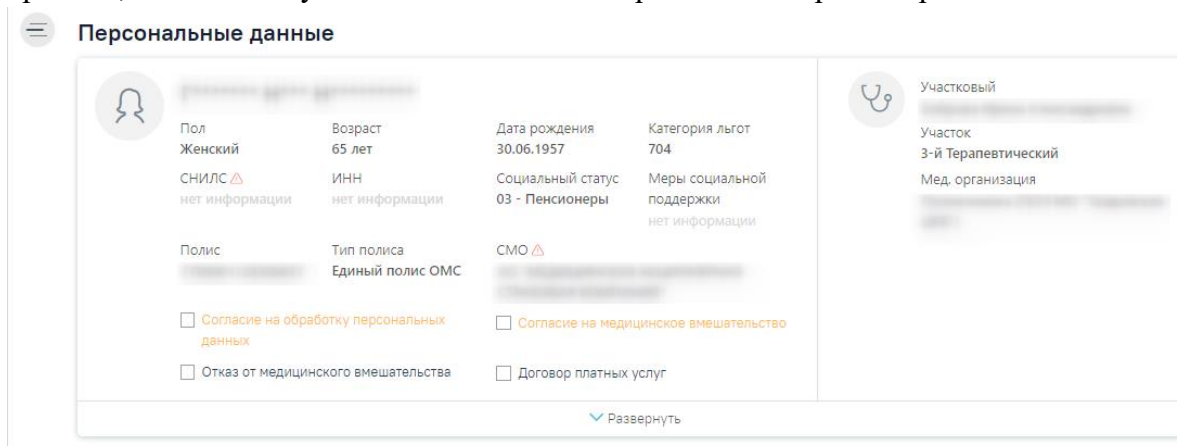 Персональные данные
Участковый
Пол Возраст Дата рождения Категория льгот
Женский 65 лет 30.06.1957 704
Участок
3-й Терапевтический
СНИЛС ИНН Социальный статус Меры социальной поддержки
нет информации нет информации 03 - Пенсионеры нет информации
Мед. организация
Полис Тип полиса СМО
Единый полис ОМС
Согласие на обработку персональных данных
Согласие на медицинское вмешательство
Отказ от медицинского вмешательства
Договор платных услуг
Развернуть